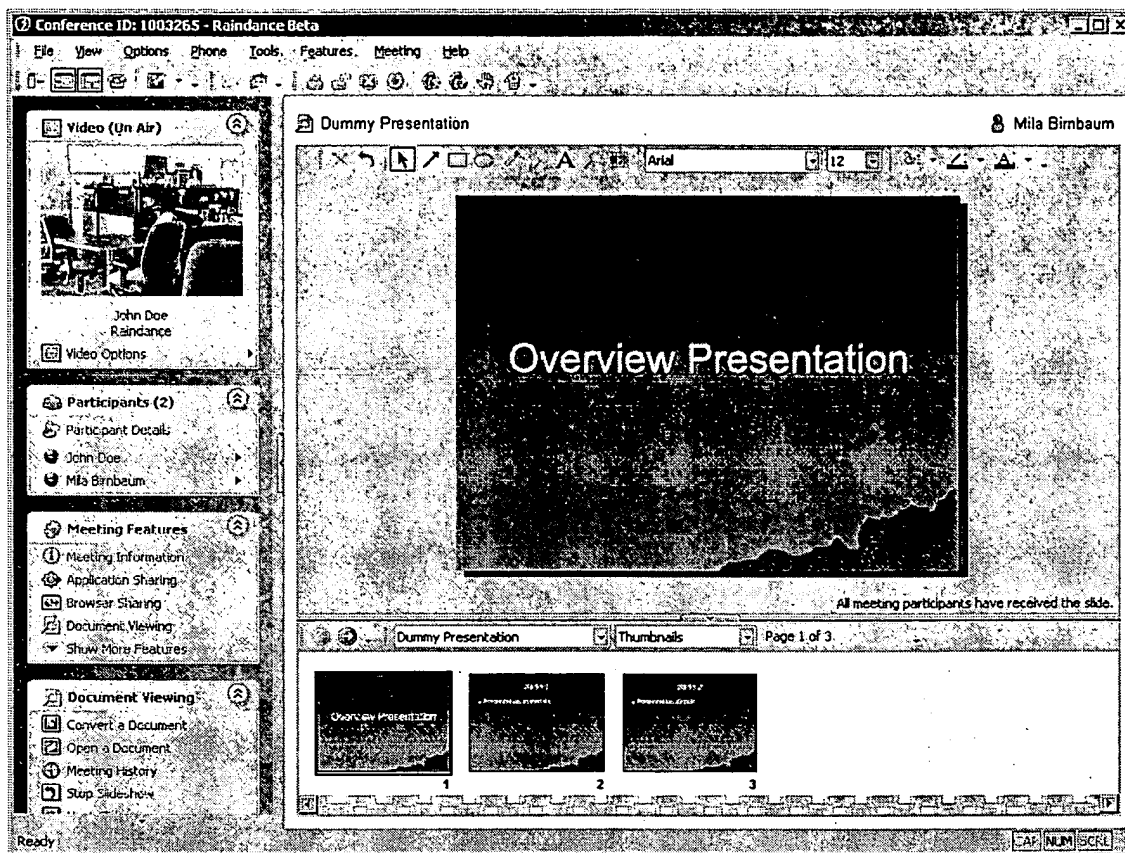 Conference ID: 1003265 - Raindance Beta
File View Options Phone Tools Features Meeting Help
Video (On Air)
John Doe
Raindance
Video Options
Participants (2)
Participant Details
John Doe
Mila Birnbaum
Meeting Features
Meeting Information
Application Sharing
Browser Sharing
Document Viewing
Show More Features
Document Viewing
Convert a Document
Open a Document
Meeting History
Stop Slideshow
Dummy Presentation
Mila Birnbaum
A Arial 12 A
Overview Presentation
All meeting participants have received the slide.
Dummy Presentation Thumbnails Page 1 of 3
Overview Presentation
1 2 3
Ready
CAP NUM SCRL